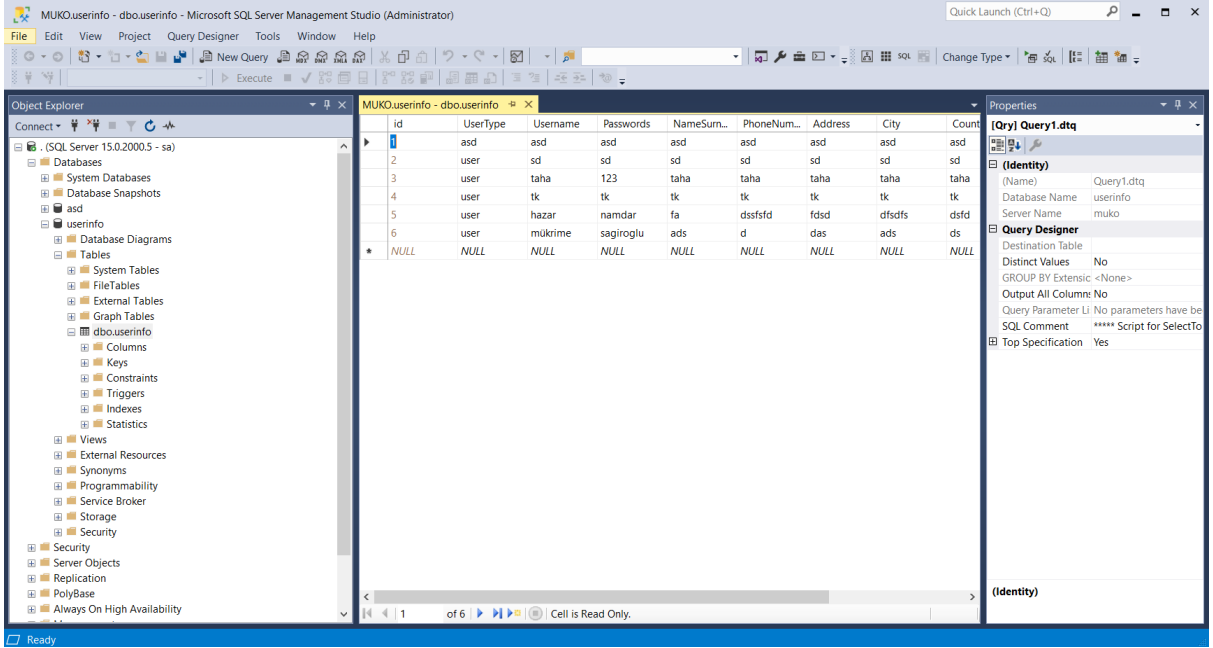 MUKO.userinfo - dbo.userinfo - Microsoft SQL Server Management Studio (Administrator)
Quick Launch (Ctrl+Q)
File Edit View Project Query Designer Tools Window Help
New Query MDX DMX XMLA DAX
SQL Change Type
Execute
Object Explorer
Connect
. (SQL Server 15.0.2000.5 - sa)
Databases
System Databases
Database Snapshots
asd
userinfo
Database Diagrams
Tables
System Tables
FileTables
External Tables
Graph Tables
dbo.userinfo
Columns
Keys
Constraints
Triggers
Indexes
Statistics
Views
External Resources
Synonyms
Programmability
Service Broker
Storage
Security
Security
Server Objects
Replication
PolyBase
Always On High Availability
MUKO.userinfo - dbo.userinfo
id UserType Username Passwords NameSurn... PhoneNum... Address City Count
1 asd asd asd asd asd asd asd asd
2 user sd sd sd sd sd sd sd
3 user taha 123 taha taha taha taha taha
4 user tk tk tk tk tk tk tk
5 user hazar namdar fa dssfsfd fdsd dfsdfs dsfd
6 user mükrime sagiroglu ads d das ads ds
NULL NULL NULL NULL NULL NULL NULL NULL NULL
1 of 6 Cell is Read Only.
Properties
[Qry] Query1.dtq
(Identity)
(Name) Query1.dtq
Database Name userinfo
Server Name muko
Query Designer
Destination Table
Distinct Values No
GROUP BY Extensic <None>
Output All Column: No
Query Parameter Li No parameters have be
SQL Comment ***** Script for SelectTo
Top Specification Yes
(Identity)
Ready